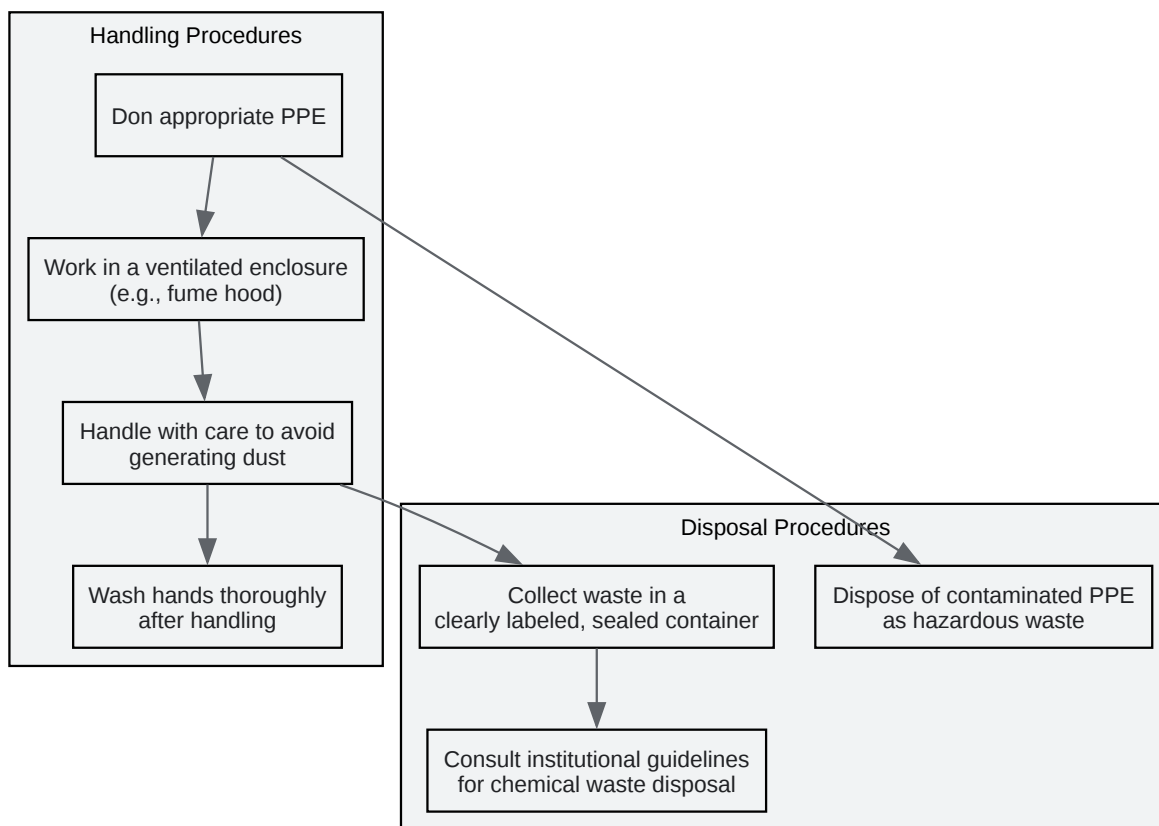 Handling Procedures
Don appropriate PPE
Work in a ventilated enclosure
(e.g., fume hood)
Handle with care to avoid
generating dust
Wash hands thoroughly
after handling
Disposal Procedures
Collect waste in a
clearly labeled, sealed container
Dispose of contaminated PPE
as hazardous waste
Consult institutional guidelines
for chemical waste disposal